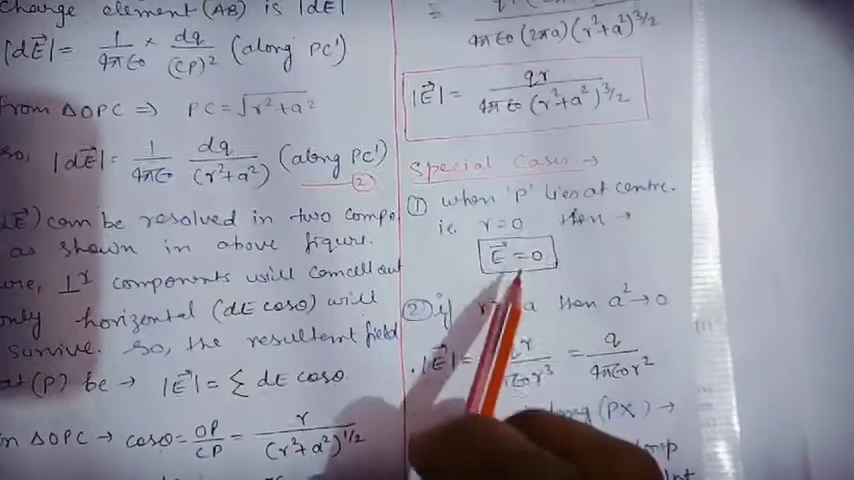 charge element (AB) is |dE|
|dE⃗| = 1/4πε0 × dq/(CP)² (along PC')
from ΔOPC ⇒ PC = √r²+a²
so, |dE⃗| = 1/4πε0 dq/(r²+a²) (along PC')
②
(dE⃗) can be resolved in two compo
as shown in above figure.
⊥r components will cancel out
only horizontal (dE cosθ) will
survive. So, the resultant field
at (P) be → |E⃗| = Σ dE cosθ
in ΔOPC → cosθ = OP/CP = r/(r²+a²)^1/2
= 4πε0 (2πa) (r²+a²)^3/2
|E⃗| = qr/4πε0 (r²+a²)^3/2
Special Cases →
① when 'P' lies at centre.
ie. r=0 then →
E⃗ = 0
② if r a then a² → 0
|E⃗| = qr/πε0r³ = q/4πε0r²
(PX) →